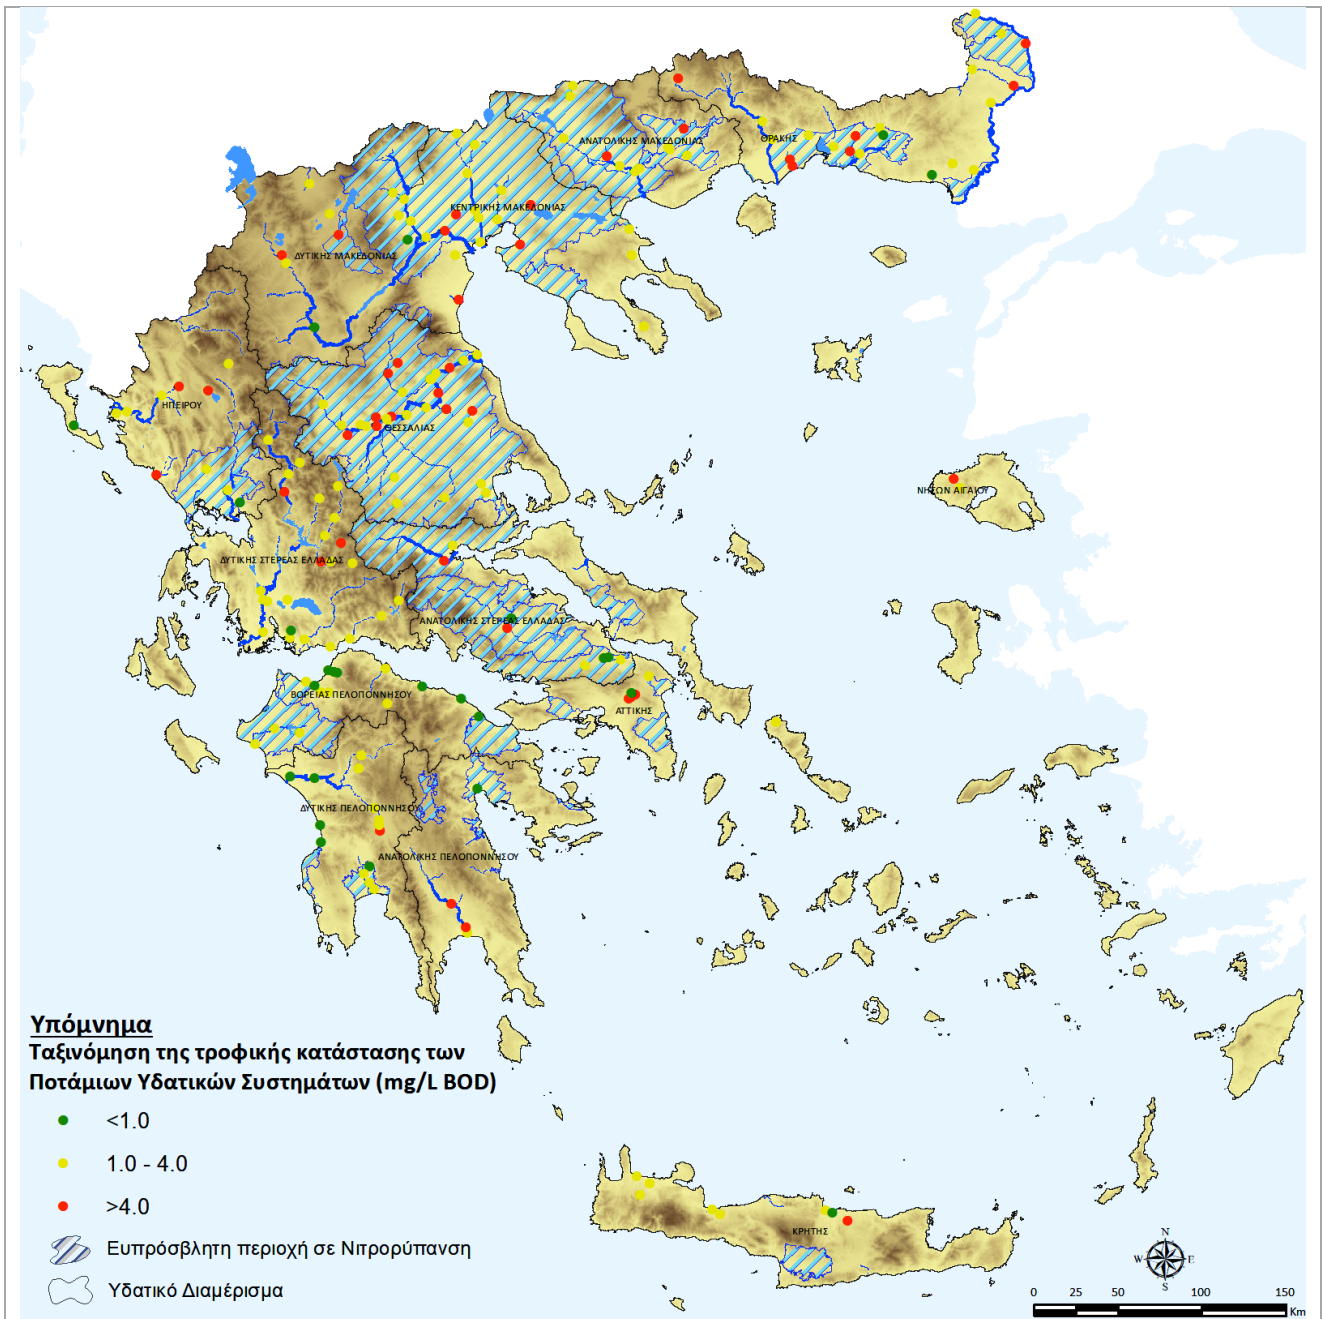 ΑΝΑΤΟΛΙΚΗΣ ΜΑΚΕΔΟΝΙΑΣ
ΘΡΑΚΗΣ
ΚΕΝΤΡΙΚΗΣ ΜΑΚΕΔΟΝΙΑΣ
ΔΥΤΙΚΗΣ ΜΑΚΕΔΟΝΙΑΣ
ΗΠΕΙΡΟΥ
ΘΕΣΣΑΛΙΑΣ
ΝΗΣΩΝ ΑΙΓΑΙΟΥ
ΔΥΤΙΚΗΣ ΣΤΕΡΕΑΣ ΕΛΛΑΔΑΣ
ΑΝΑΤΟΛΙΚΗΣ ΣΤΕΡΕΑΣ ΕΛΛΑΔΑΣ
ΒΟΡΕΙΑΣ ΠΕΛΟΠΟΝΝΗΣΟΥ
ΑΤΤΙΚΗΣ
ΔΥΤΙΚΗΣ ΠΕΛΟΠΟΝΝΗΣΟΥ
ΑΝΑΤΟΛΙΚΗΣ ΠΕΛΟΠΟΝΝΗΣΟΥ
Υπόμνημα
Ταξινόμηση της τροφικής κατάστασης των
Ποτάμιων Υδατικών Συστημάτων (mg/L BOD)
<1.0
1.0 - 4.0
>4.0
Ευπρόσβλητη περιοχή σε Νιτρορύπανση
Υδατικό Διαμέρισμα
ΚΡΗΤΗΣ
N
W E
S
0 25 50 100 150
Km